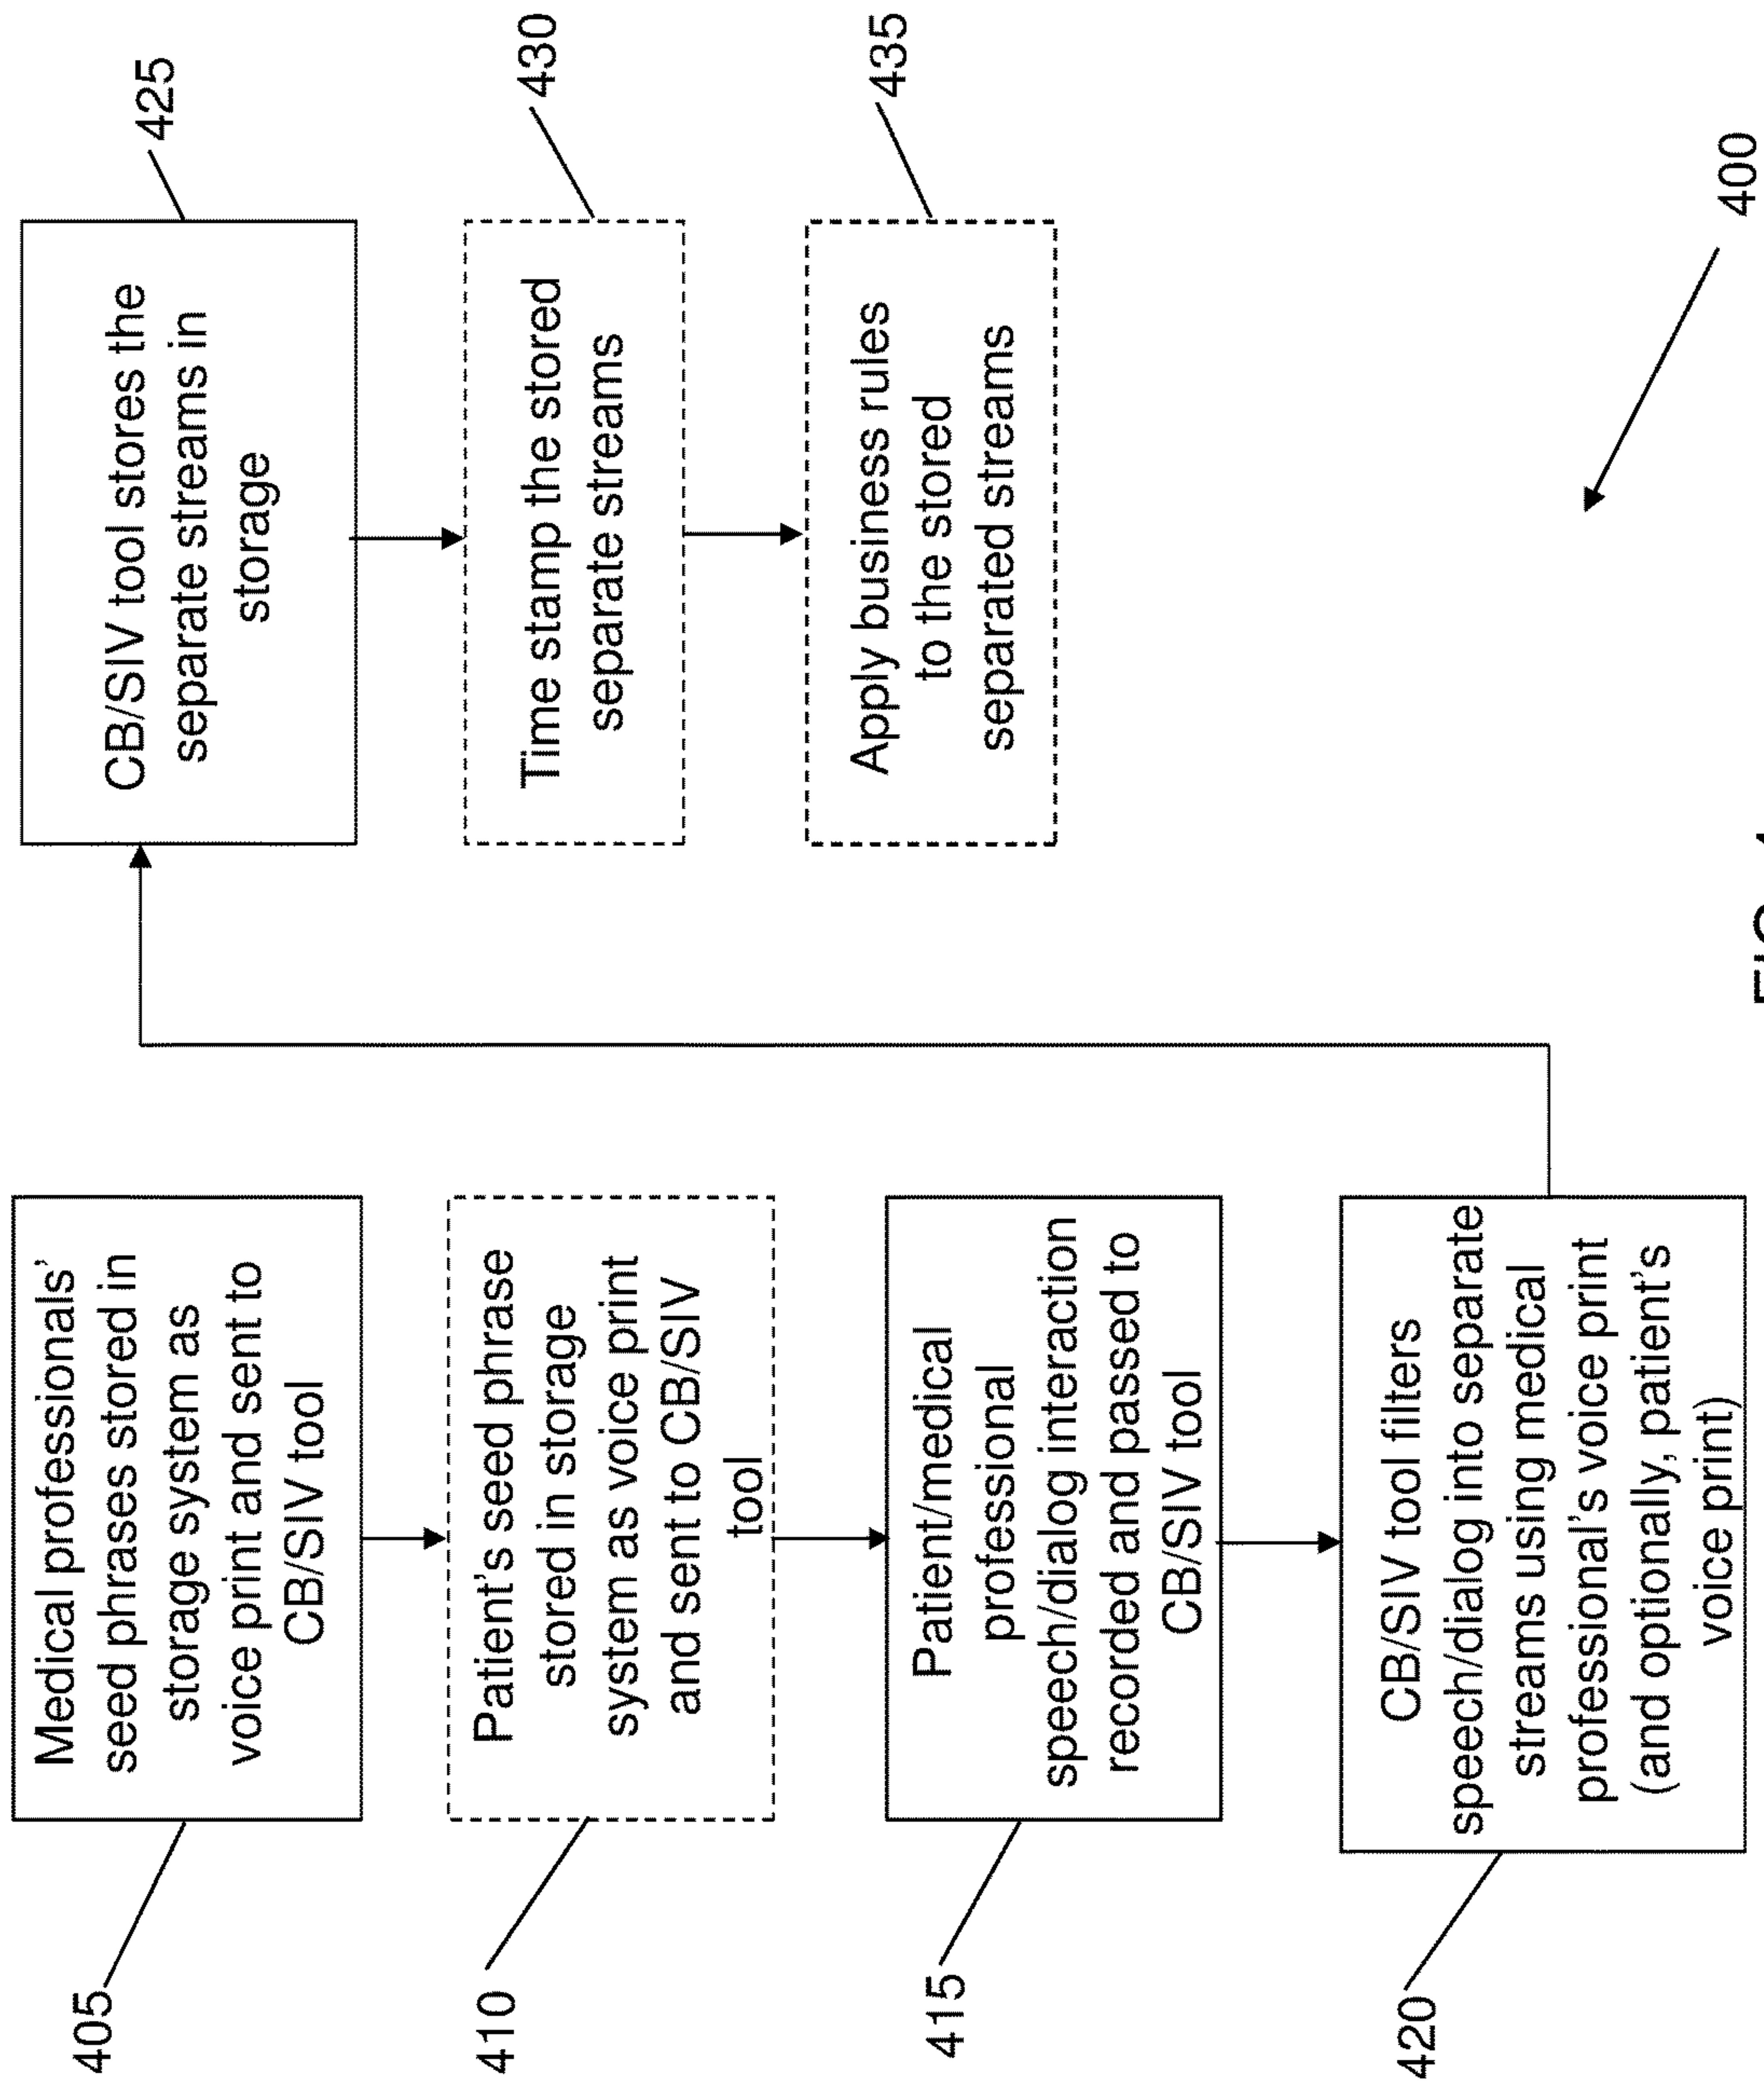 405
Medical professionals'
seed phrases stored in
storage system as
voice print and sent to
CB/SIV tool
410
Patient's seed phrase
stored in storage
system as voice print
and sent to CB/SIV
tool
415
Patient/medical
professional
speech/dialog interaction
recorded and passed to
CB/SIV tool
420
CB/SIV tool filters
speech/dialog into separate
streams using medical
professional's voice print
(and optionally, patient's
voice print)
CB/SIV tool stores the
separate streams in
storage
425
Time stamp the stored
separate streams
430
Apply business rules
to the stored
separated streams
435
400
FIG.